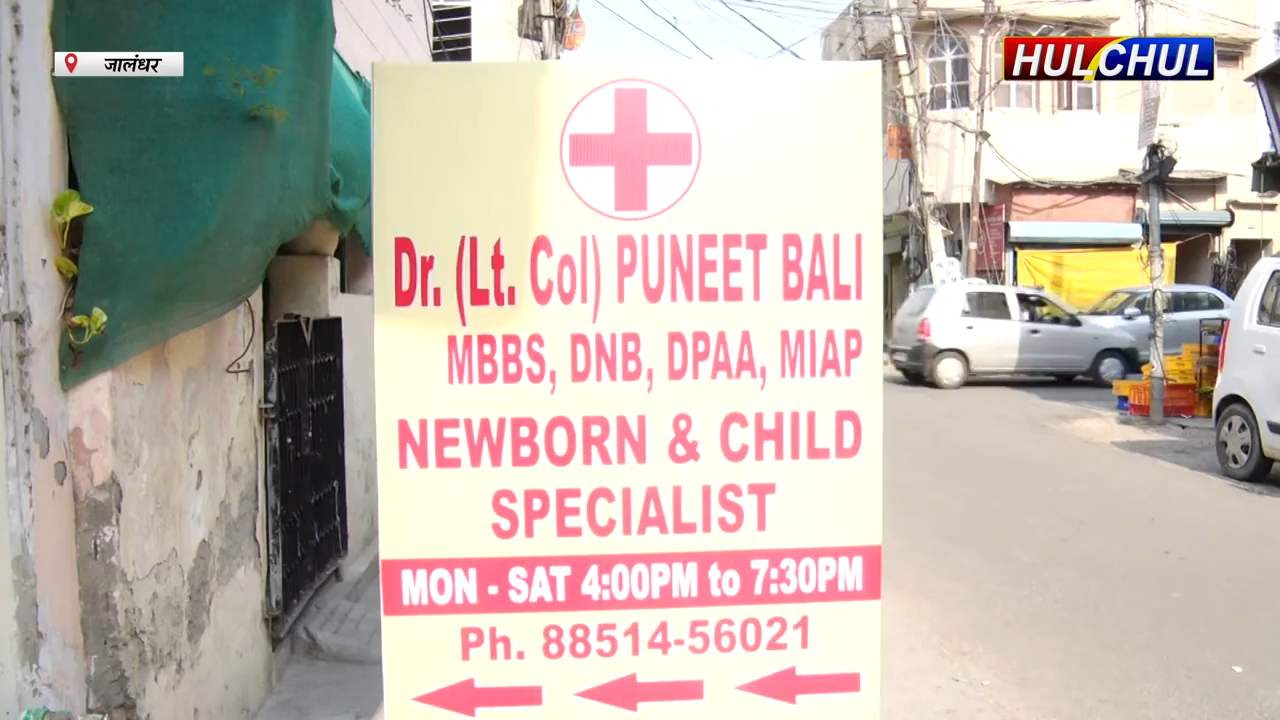 जालंधर
HULCHUL
Dr. (Lt. Col) PUNEET BALI
MBBS, DNB, DPAA, MIAP
NEWBORN & CHILD
SPECIALIST
MON - SAT 4:00PM to 7:30PM
Ph. 88514-56021